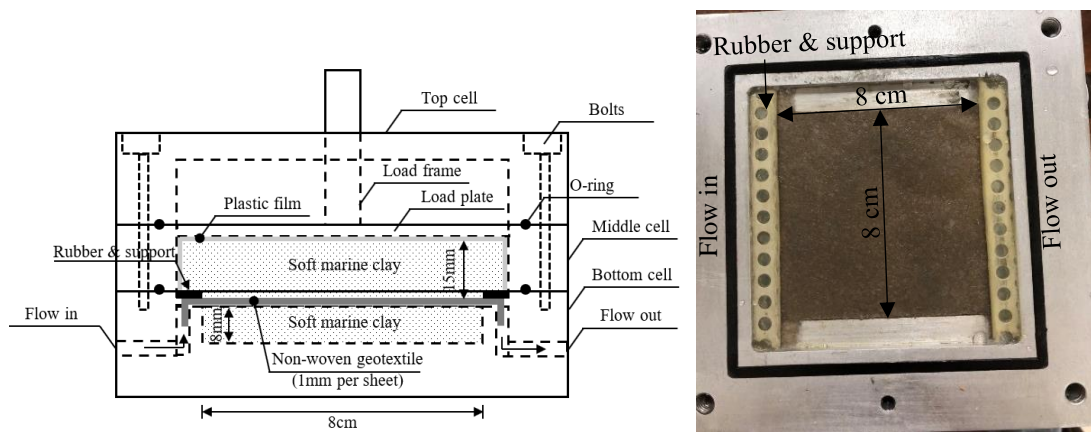 Top cell
Bolts
Load frame
O-ring
Plastic film
Load plate
Middle cell
Rubber & support
Soft marine clay
15mm
Bottom cell
Flow in
Soft marine clay
8mm
Flow out
Non-woven geotextile
(1mm per sheet)
8cm
Rubber & support
8 cm
8 cm
Flow in
Flow out